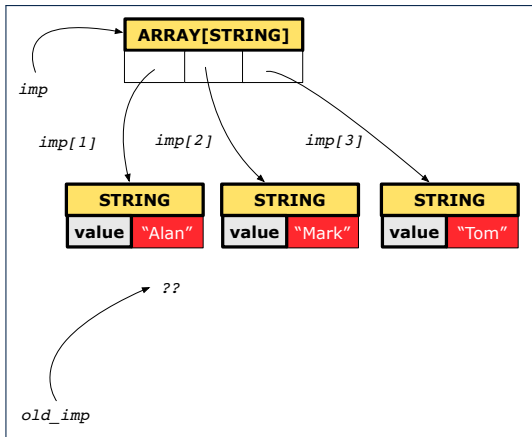 ARRAY[STRING]
imp
imp[1]
imp[2]
imp[3]
STRING
value "Alan"
STRING
value "Mark"
STRING
value "Tom"
??
old_imp